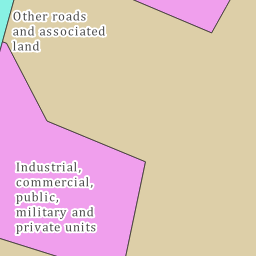 Other roads
and associated
land
Industrial,
commercial,
public,
military and
private units